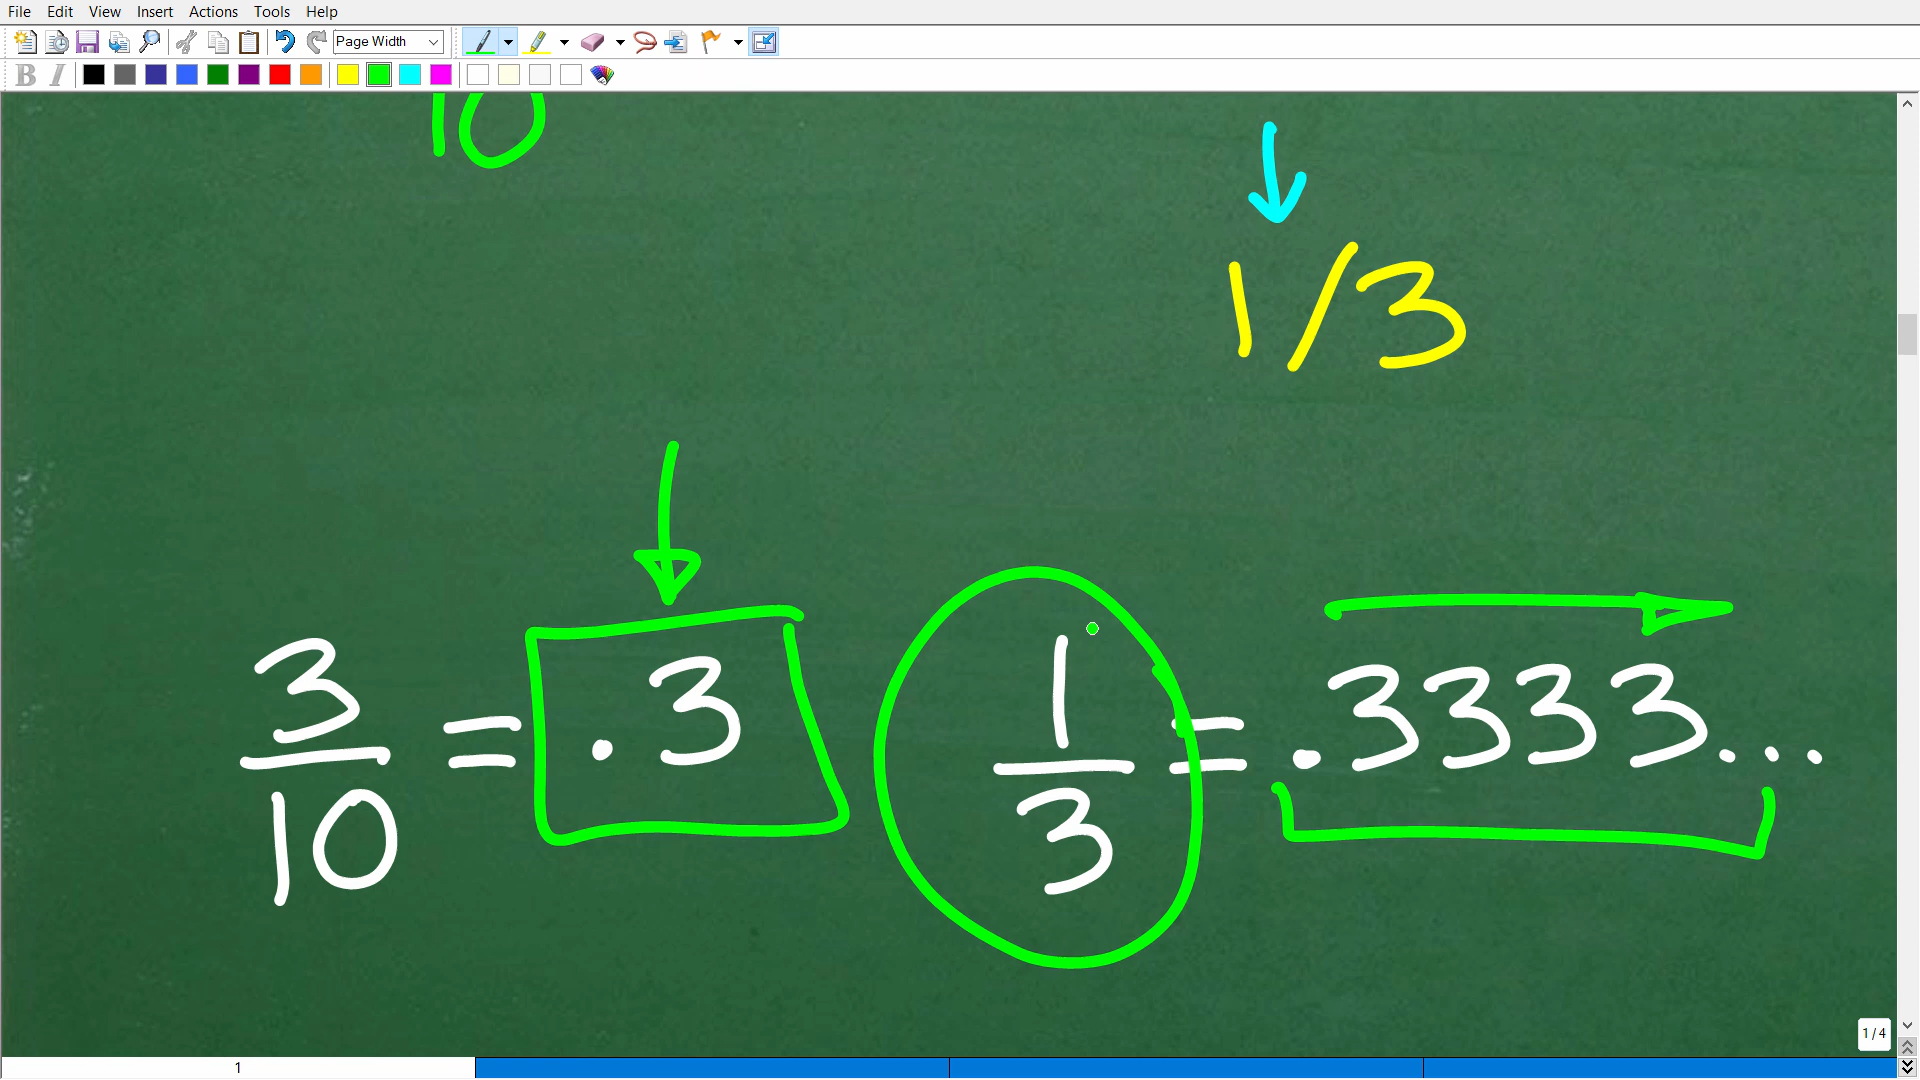 File Edit View Insert Actions Tools Help
Page Width
B I
10
1/3
3/10 = .3 1/3 = .3333...
1/4
1